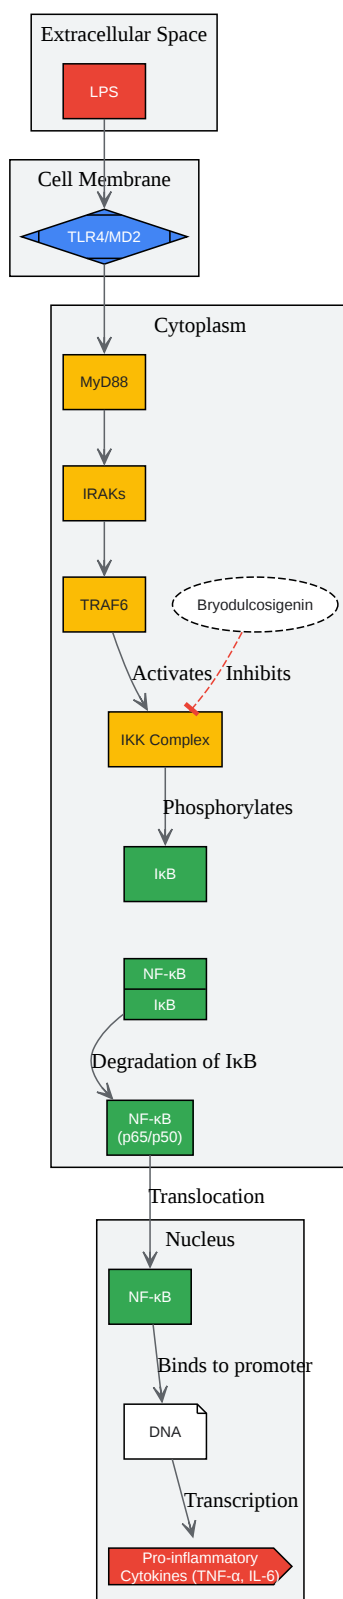 Extracellular Space
LPS
Cell Membrane
TLR4/MD2
Cytoplasm
MyD88
IRAKs
TRAF6
Bryodulcosigenin
Activates
Inhibits
IKK Complex
Phosphorylates
IκB
NF-κB
IκB
Degradation of IκB
NF-κB
(p65/p50)
Translocation
Nucleus
NF-κB
Binds to promoter
DNA
Transcription
Pro-inflammatory
Cytokines (TNF-α, IL-6)